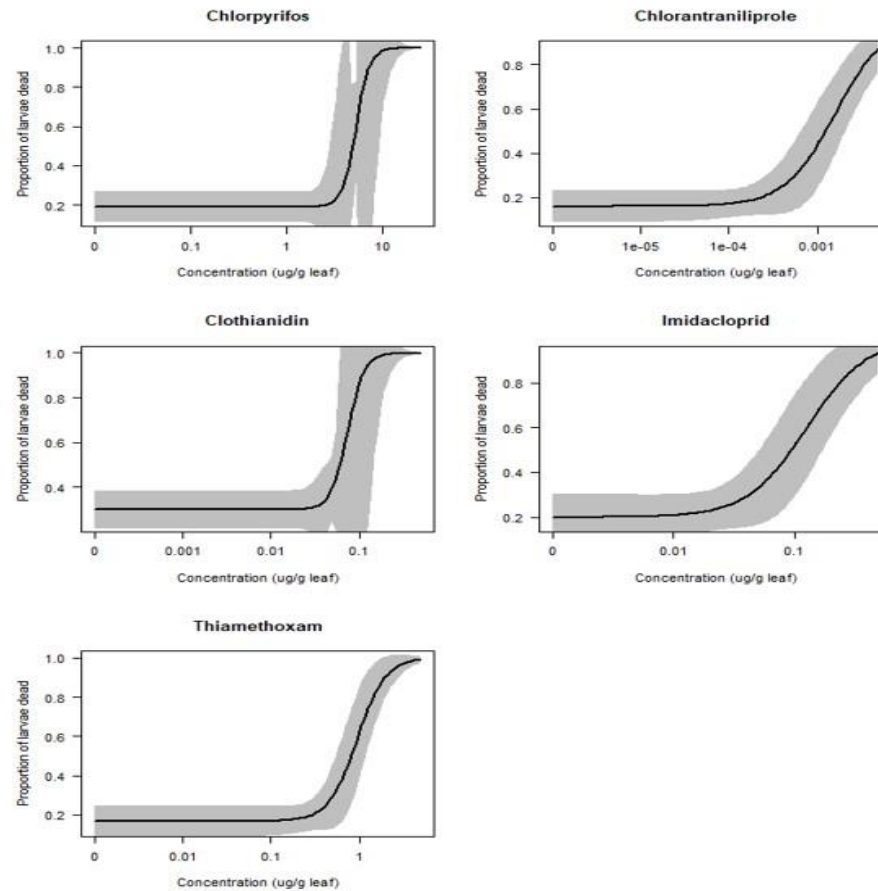 Chlorpyrifos
Proportion of larvae dead
1.0
0.8
0.6
0.4
0.2
0 0.1 1 10
Concentration (ug/g leaf)
Chlorantraniliprole
Proportion of larvae dead
0.8
0.6
0.4
0.2
0 1e-05 1e-04 0.001
Concentration (ug/g leaf)
Clothianidin
Proportion of larvae dead
1.0
0.8
0.6
0.4
0 0.001 0.01 0.1
Concentration (ug/g leaf)
Imidacloprid
Proportion of larvae dead
0.8
0.6
0.4
0.2
0 0.01 0.1
Concentration (ug/g leaf)
Thiamethoxam
Proportion of larvae dead
1.0
0.8
0.6
0.4
0.2
0 0.01 0.1 1
Concentration (ug/g leaf)